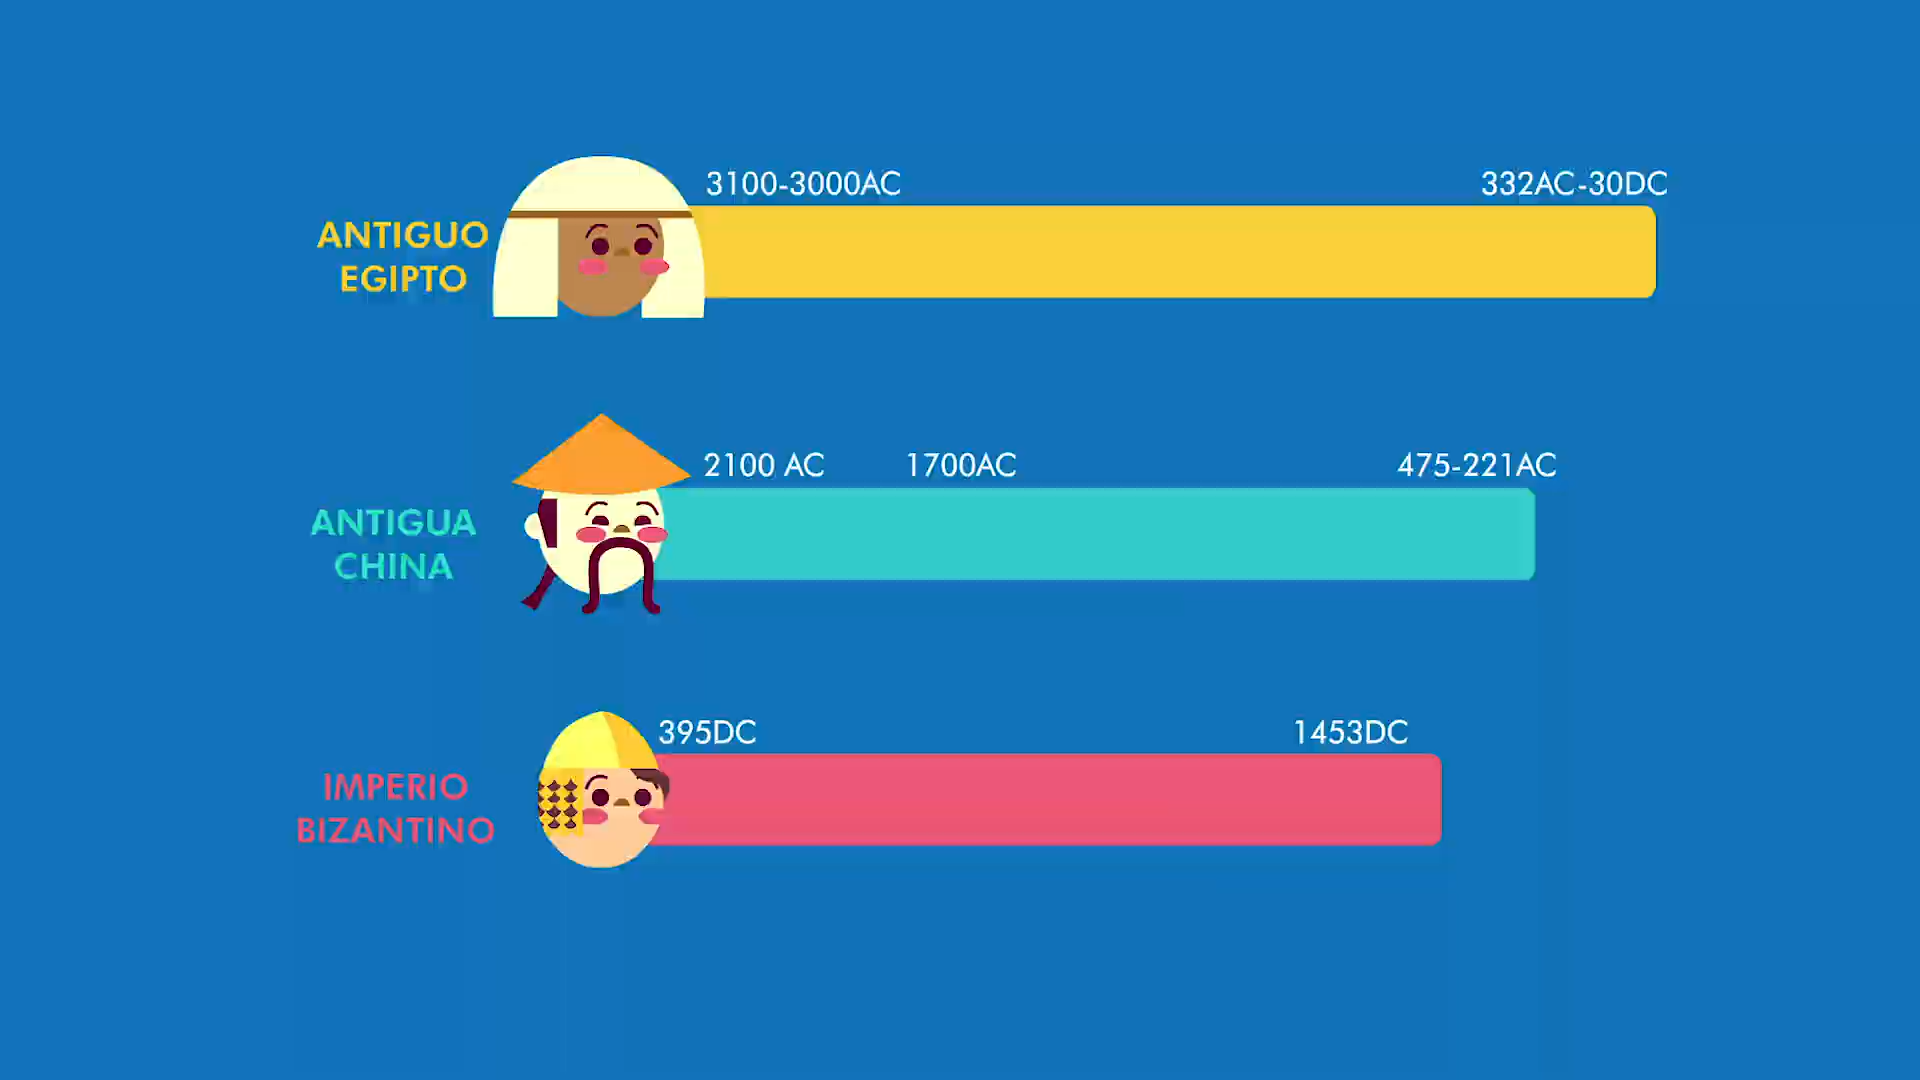 3100-3000AC
332AC-30DC
ANTIGUO
EGIPTO
2100 AC
1700AC
475-221AC
ANTIGUA
CHINA
395DC
1453DC
IMPERIO
BIZANTINO